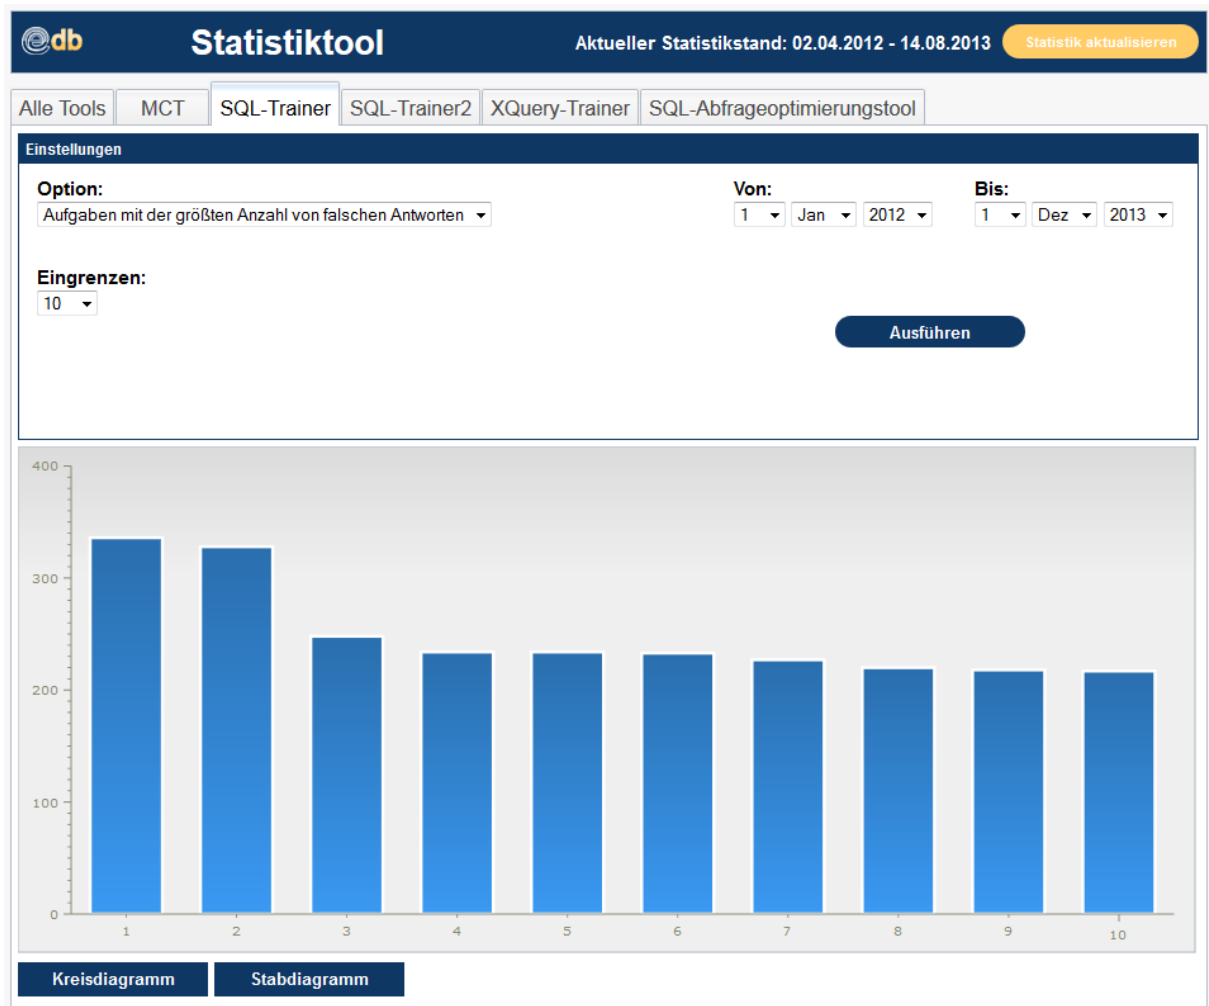 edb Statistiktool Aktueller Statistikstand: 02.04.2012 - 14.08.2013 Statistik aktualisieren
Alle Tools MCT SQL-Trainer SQL-Trainer2 XQuery-Trainer SQL-Abfrageoptimierungstool
Einstellungen
Option: Von: Bis:
Aufgaben mit der größten Anzahl von falschen Antworten 1 Jan 2012 1 Dez 2013
Eingrenzen:
10
Ausführen
400
300
200
100
0
1 2 3 4 5 6 7 8 9 10
Kreisdiagramm Stabdiagramm